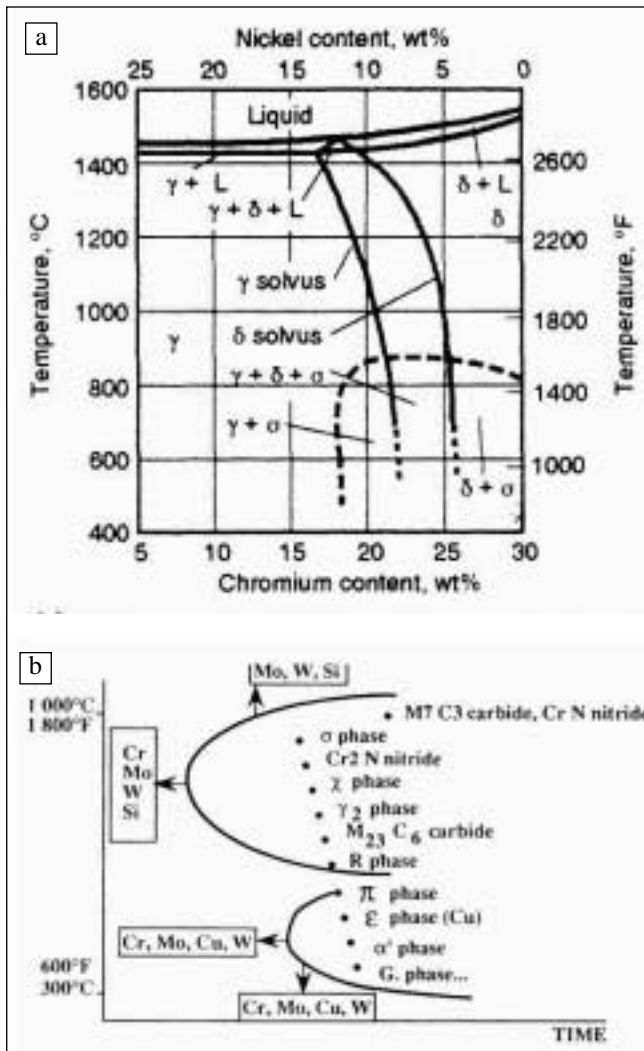 a
Nickel content, wt%
25 20 15 10 5 0
1600
Liquid
1400
2600
γ + L
δ + L
γ + δ + L
δ
1200
2200
γ solvus
1000
1800
δ solvus
γ
γ + δ + σ
800
1400
γ + σ
600
1000
δ + σ
400
5 10 15 20 25 30
Chromium content, wt%
Temperature, °C
Temperature, °F
b
Mo, W, Si
1 000°C
1 800°F
M7 C3 carbide, Cr N nitride
σ phase
Cr2 N nitride
χ phase
γ2 phase
M23 C6 carbide
R phase
Cr
Mo
W
Si
π phase
ε phase (Cu)
α' phase
G. phase...
Cr, Mo, Cu, W
600°F
300°C
Cr, Mo, Cu, W
TIME